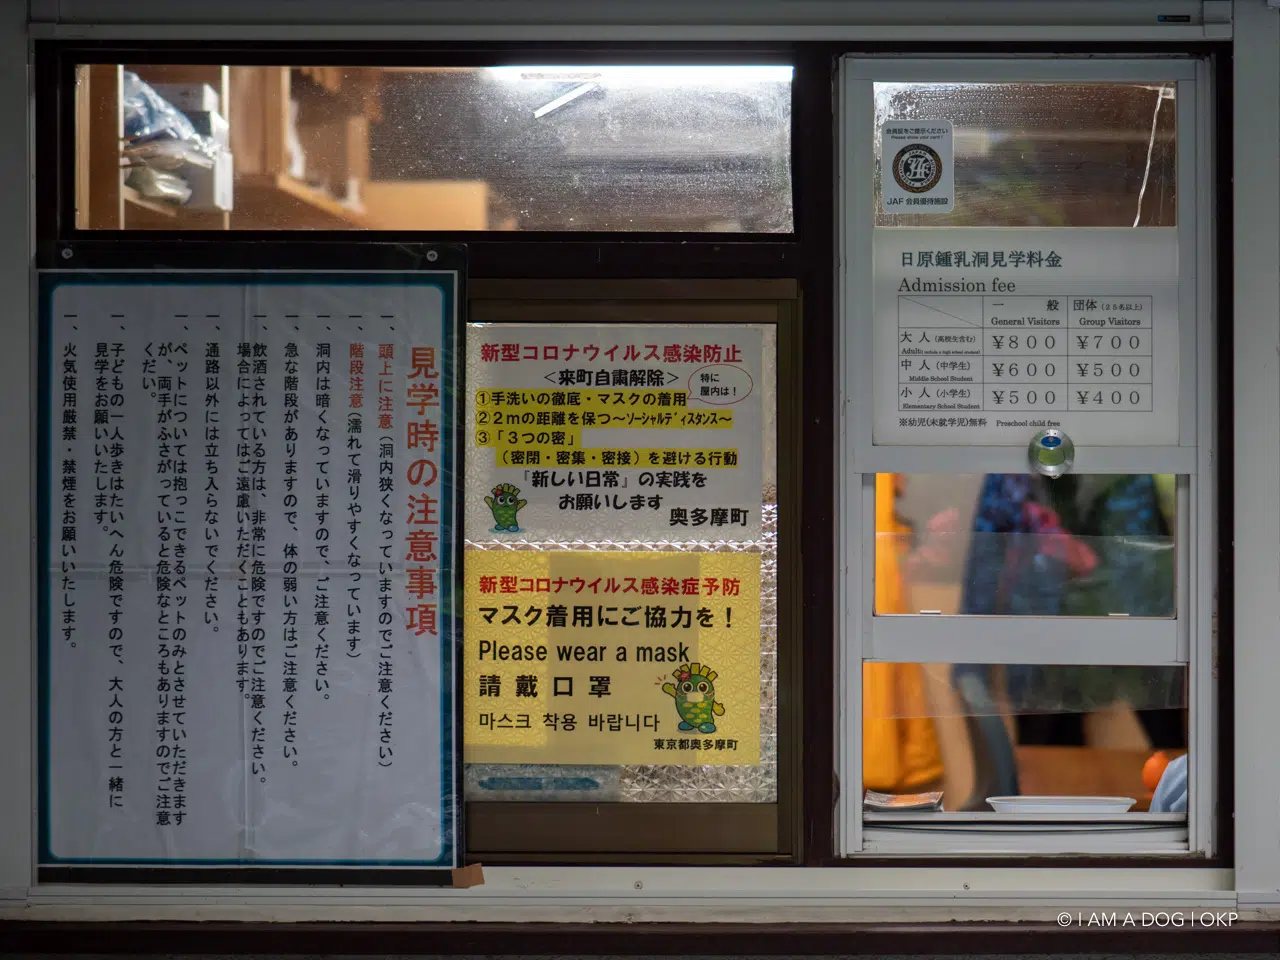 見学時の注意事項
一、頭上に注意（洞内狭くなっていますのでご注意ください）
階段注意（濡れて滑りやすくなっています）
一、洞内は暗くなっていますので、ご注意ください。
一、急な階段がありますので、体の弱い方はご注意ください。
一、飲酒されている方は、非常に危険ですのでご注意ください。
場合によってはご遠慮いただくこともあります。
一、通路以外には立ち入らないでください。
一、ペットについては抱っこできるペットのみとさせていただきます
が、両手がふさがっていると危険なところもありますのでご注意
ください。
一、子どもの一人歩きはたいへん危険ですので、大人の方と一緒に
見学をお願いいたします。
一、火気使用厳禁・禁煙をお願いいたします。
新型コロナウイルス感染防止
＜来町自粛解除＞
特に
屋内は！
①手洗いの徹底・マスクの着用
②２ｍの距離を保つ～ソーシャルディスタンス～
③「３つの密」
（密閉・密集・密接）を避ける行動
『新しい日常』の実践を
お願いします
奥多摩町
新型コロナウイルス感染症予防
マスク着用にご協力を！
Please wear a mask
請戴口罩
마스크 착용 바랍니다
東京都奥多摩町
会員証をご提示ください
Please show your card!
JAF 会員優待施設
日原鍾乳洞見学料金
Admission fee
一般 団体（２５名以上）
General Visitors Group Visitors
大人（高校生含む） ￥８００ ￥７００
Adults include a high school student
中人（中学生） ￥６００ ￥５００
Middle School Student
小人（小学生） ￥５００ ￥４００
Elementary School Student
※幼児(未就学児)無料 Preschool child free
© I AM A DOG | OKP